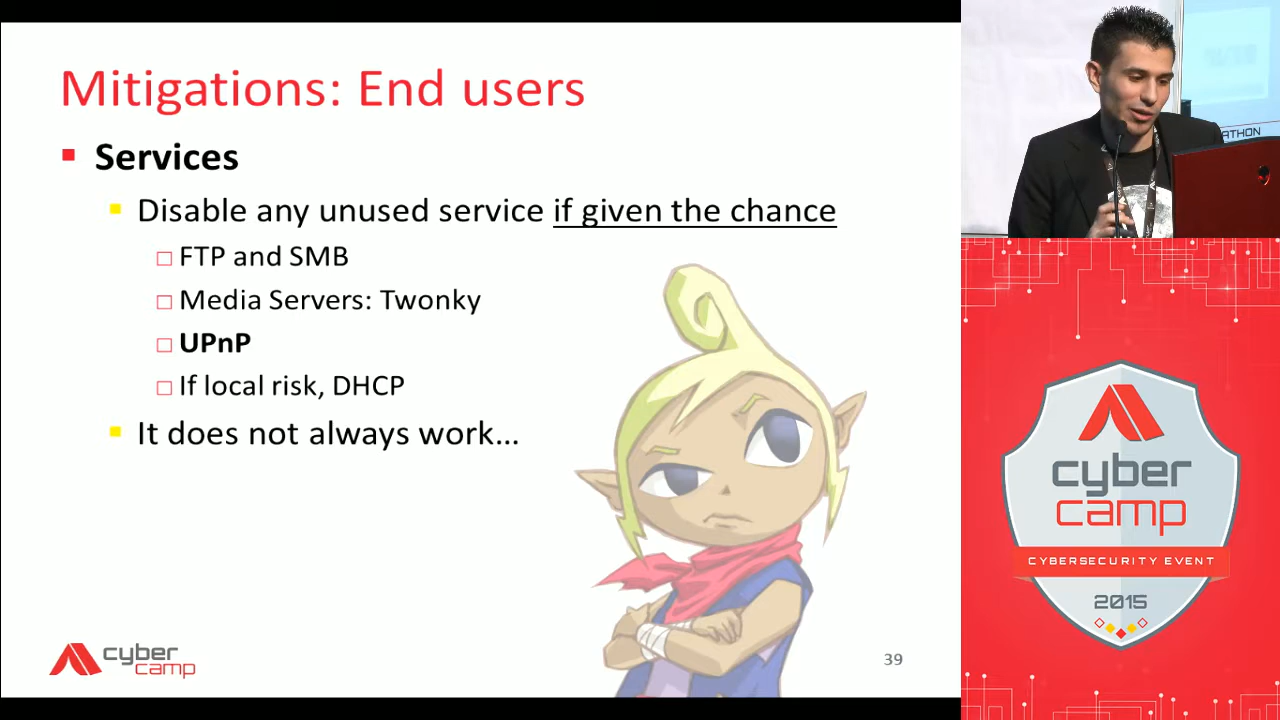 Mitigations: End users
Services
Disable any unused service if given the chance
FTP and SMB
Media Servers: Twonky
UPnP
If local risk, DHCP
It does not always work...
cyber
camp
39
ATHON
cyber
camp
CYBERSECURITY EVENT
2015